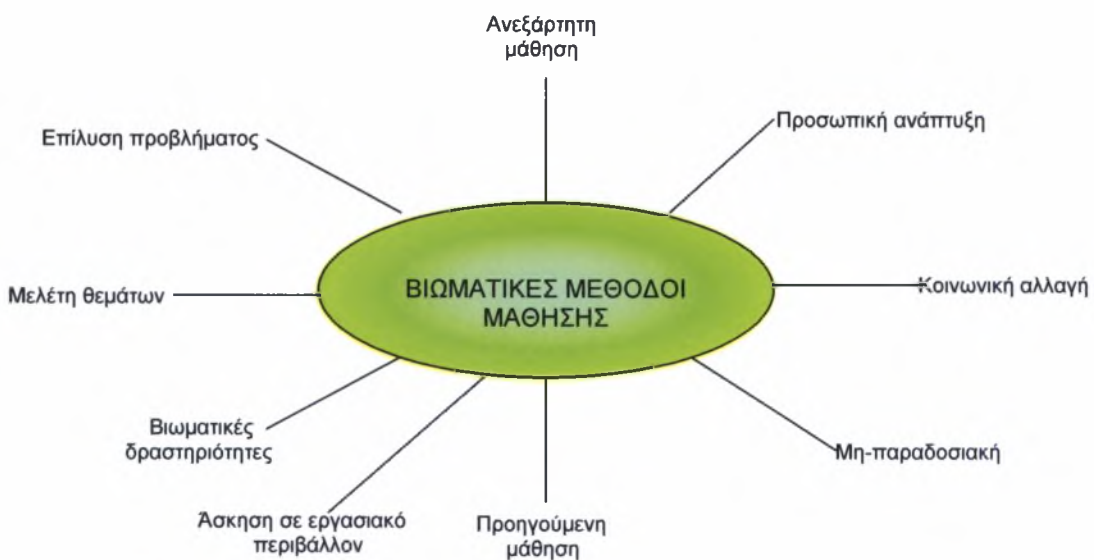 Ανεξάρτητη
μάθηση
Προσωπική ανάπτυξη
Επίλυση προβλήματος
Κοινωνική αλλαγή
Μελέτη θεμάτων
ΒΙΩΜΑΤΙΚΕΣ ΜΕΘΟΔΟΙ
ΜΑΘΗΣΗΣ
Βιωματικές
δραστηριότητες
Μη-παραδοσιακή
Άσκηση σε εργασιακό
περιβάλλον
Προηγούμενη
μάθηση